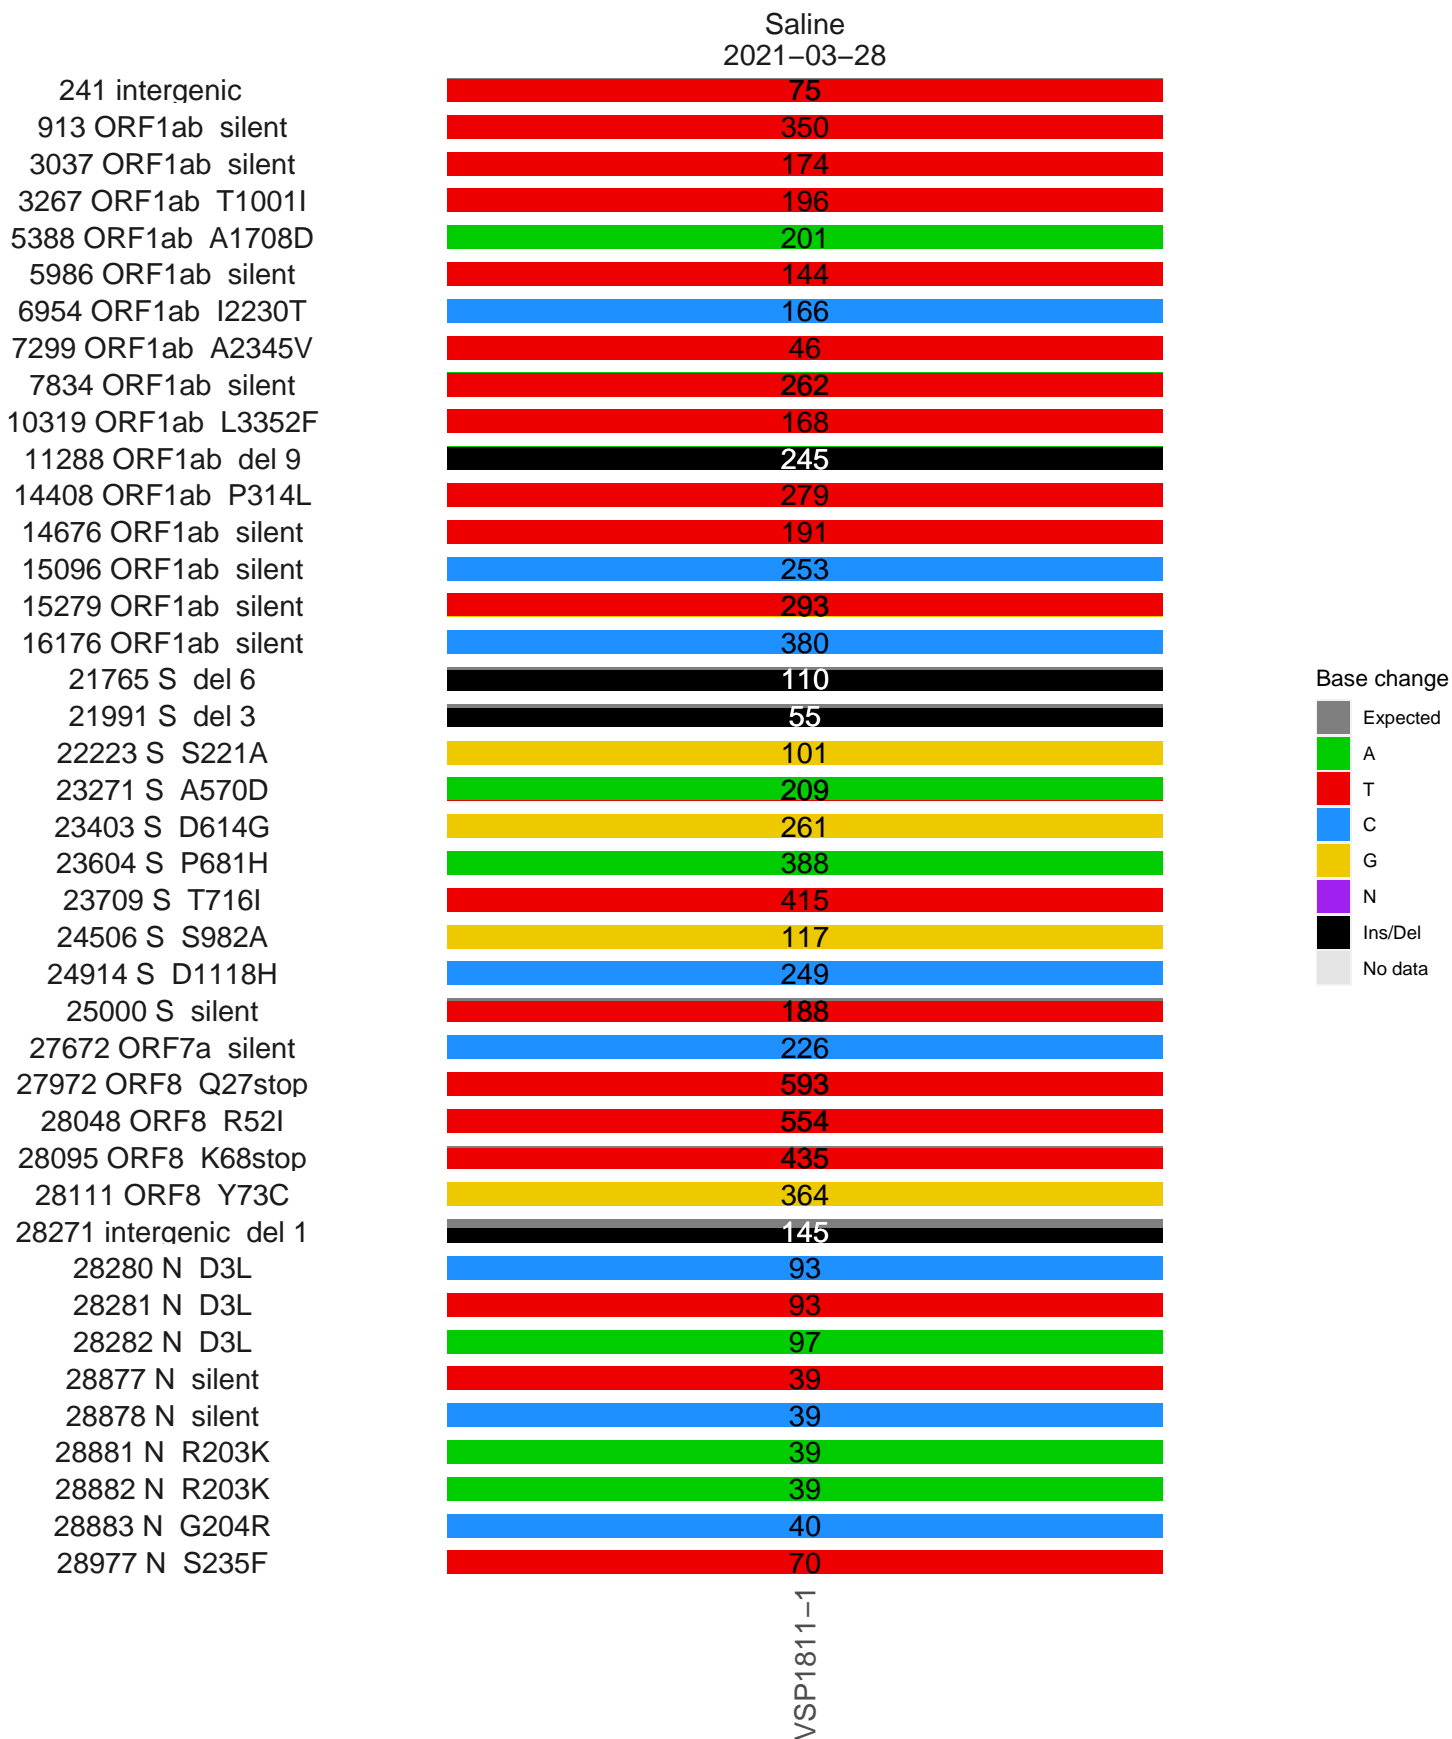 Saline
2021−03−28
241 intergenic 75
913 ORF1ab silent 350
3037 ORF1ab silent 174
3267 ORF1ab T1001I 196
5388 ORF1ab A1708D 201
5986 ORF1ab silent 144
6954 ORF1ab I2230T 166
7299 ORF1ab A2345V 46
7834 ORF1ab silent 262
10319 ORF1ab L3352F 168
11288 ORF1ab del 9 245
14408 ORF1ab P314L 279
14676 ORF1ab silent 191
15096 ORF1ab silent 253
15279 ORF1ab silent 293
16176 ORF1ab silent 380
21765 S del 6 110
21991 S del 3 55
22223 S S221A 101
23271 S A570D 209
23403 S D614G 261
23604 S P681H 388
23709 S T716I 415
24506 S S982A 117
24914 S D1118H 249
25000 S silent 188
27672 ORF7a silent 226
27972 ORF8 Q27stop 593
28048 ORF8 R52I 554
28095 ORF8 K68stop 435
28111 ORF8 Y73C 364
28271 intergenic del 1 145
28280 N D3L 93
28281 N D3L 93
28282 N D3L 97
28877 N silent 39
28878 N silent 39
28881 N R203K 39
28882 N R203K 39
28883 N G204R 40
28977 N S235F 70
VSP1811−1
Base change
Expected
A
T
C
G
N
Ins/Del
No data